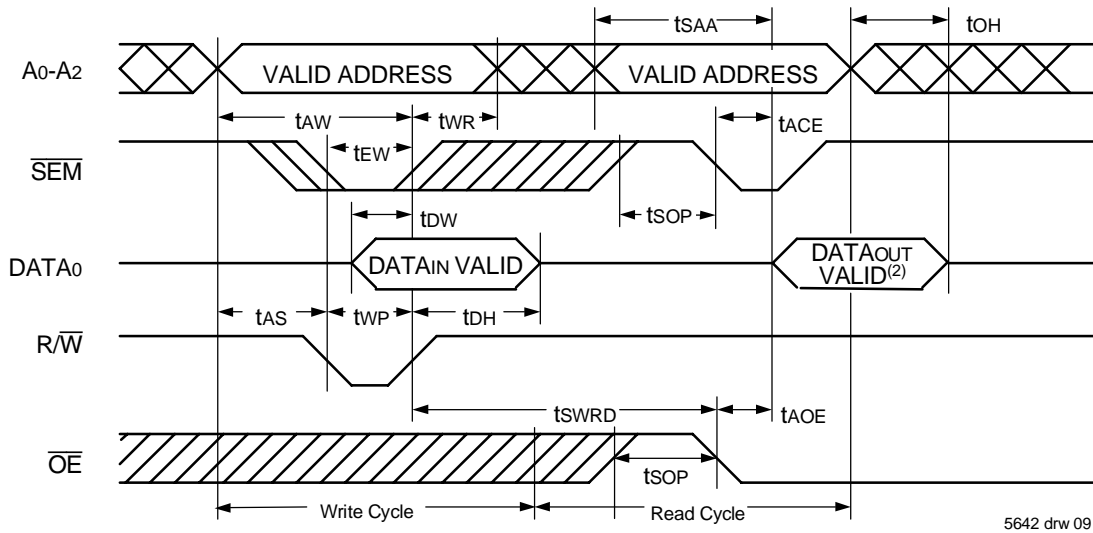 tSAA
tOH
A0-A2
VALID ADDRESS
VALID ADDRESS
tAW
tWR
tACE
tEW
SEM
tSOP
tDW
DATA0
DATAIN VALID
DATAOUT
VALID(2)
tAS
tWP
tDH
R/W
tSWRD
tAOE
OE
tSOP
Write Cycle
Read Cycle
5642 drw 09